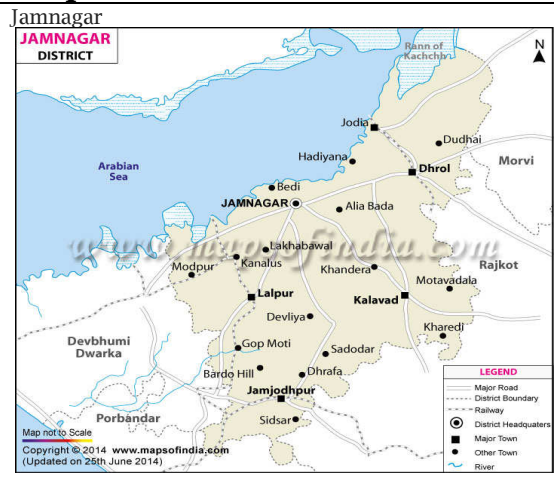 Jamnagar
JAMNAGAR
DISTRICT
Rann of
Kachchh
N
Jodia
Dudhai
Hadiyana
Morvi
Arabian
Sea
Dhrol
Bedi
JAMNAGAR
Alia Bada
www.mapsofindia.com
Lakhabawal
Kanalus
Modpur
Khandera
Rajkot
Motavadala
Lalpur
Kalavad
Devliya
Kharedl
Devbhumi
Dwarka
Gop Moti
Sadodar
Bardo Hill
Dhrafa
Jamjodhpur
Porbandar
Sidsar
LEGEND
Major Road
District Boundary
Railway
District Headquaters
Major Town
Other Town
River
Map not to Scale
Copyright © 2014 www.mapsofindia.com
(Updated on 25th June 2014)